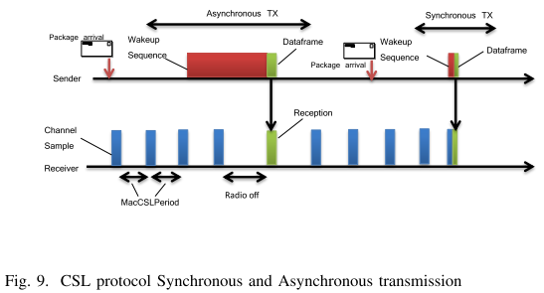 Asynchronous TX
Synchronous TX
Package arrival
Wakeup
Sequence
Dataframe
Wakeup
Sequence
Dataframe
Package arrival
Sender
Reception
Channel
Sample
Receiver
MacCSLPeriod
Radio off
Fig. 9. CSL protocol Synchronous and Asynchronous transmission